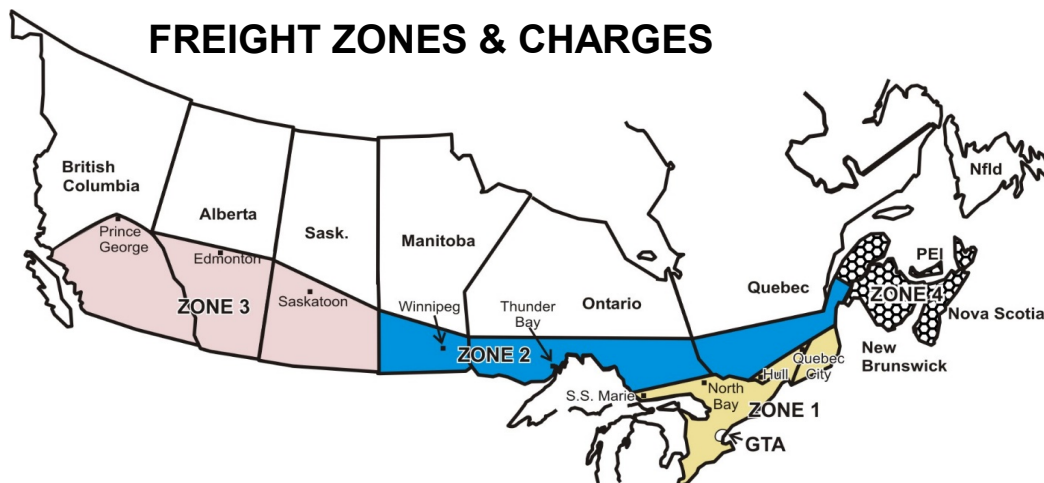 FREIGHT ZONES & CHARGES
British
Columbia
Alberta
Sask.
Manitoba
Ontario
Quebec
Nfld
PEI
Nova Scotia
New
Brunswick
Prince
George
Edmonton
Saskatoon
Winnipeg
Thunder
Bay
S.S. Marie
North
Bay
Hull
Quebec
City
GTA
ZONE 3
ZONE 2
ZONE 4
ZONE 1